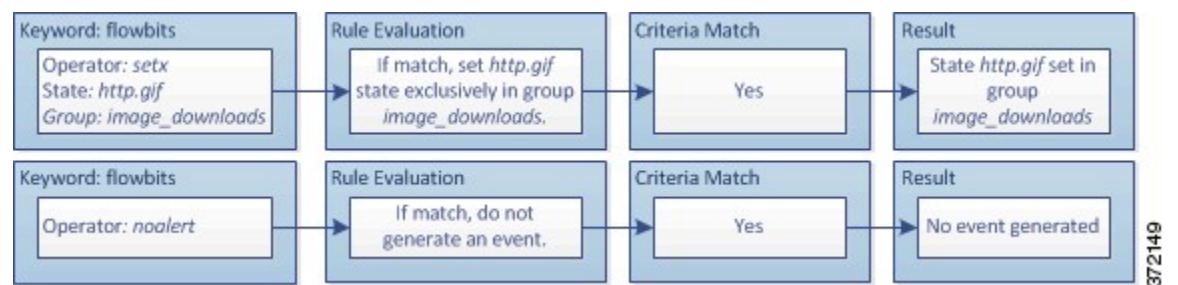 Keyword: flowbits
Operator: setx
State: http.gif
Group: image_downloads
Rule Evaluation
If match, set http.gif
state exclusively in group
image_downloads.
Criteria Match
Yes
Result
State http.gif set in
group
image_downloads
Keyword: flowbits
Operator: noalert
Rule Evaluation
If match, do not
generate an event.
Criteria Match
Yes
Result
No event generated
372149